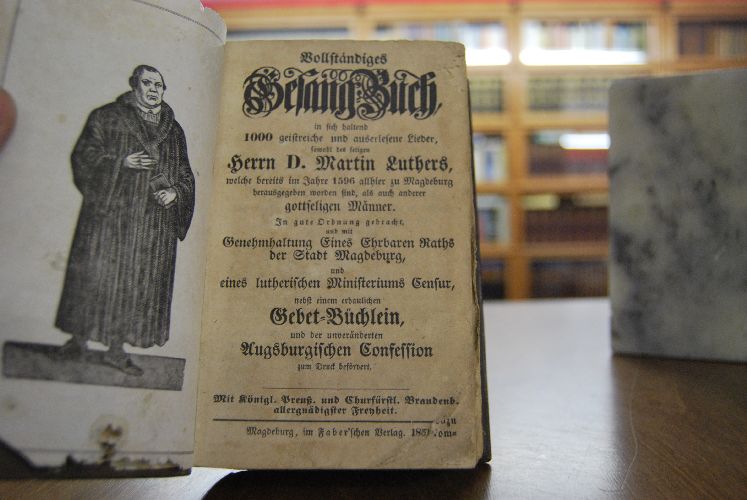 Vollständiges
Gesang-Buch,
in sich haltend
1000 geistreiche und auserlesene Lieder,
sowohl des seligen
Herrn D. Martin Luthers,
welche bereits im Jahre 1596 allhier zu Magdeburg
herausgegeben worden sind, als auch anderer
gottseligen Männer.
In gute Ordnung gebracht,
und mit
Genehmhaltung Eines Ehrbaren Raths
der Stadt Magdeburg,
und
eines lutherischen Ministeriums Censur,
nebst einem erbaulichen
Gebet-Büchlein,
und der unveränderten
Augsburgischen Confession
zum Druck befördert.
Mit Königl. Preuß. und Churfürstl. Brandenb.
allergnädigster Freyheit.
Magdeburg, im Faber'schen Verlag. 185